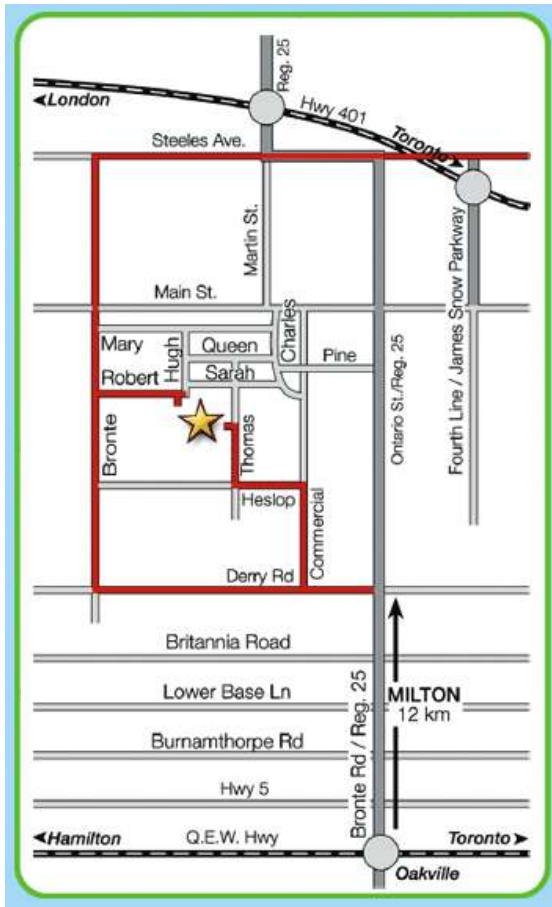 Reg. 25
London
Hwy 401
Toronto
Steeles Ave.
Martin St.
Fourth Line / James Snow Parkway
Main St.
Charles
Mary
Hugh
Queen
Pine
Ontario St./Reg. 25
Robert
Sarah
Bronte
Thomas
Heslop
Commercial
Derry Rd
Britannia Road
Bronte Rd / Reg. 25
Lower Base Ln
MILTON
12 km
Burnamthorpe Rd
Hwy 5
Hamilton
Q.E.W. Hwy
Toronto
Oakville